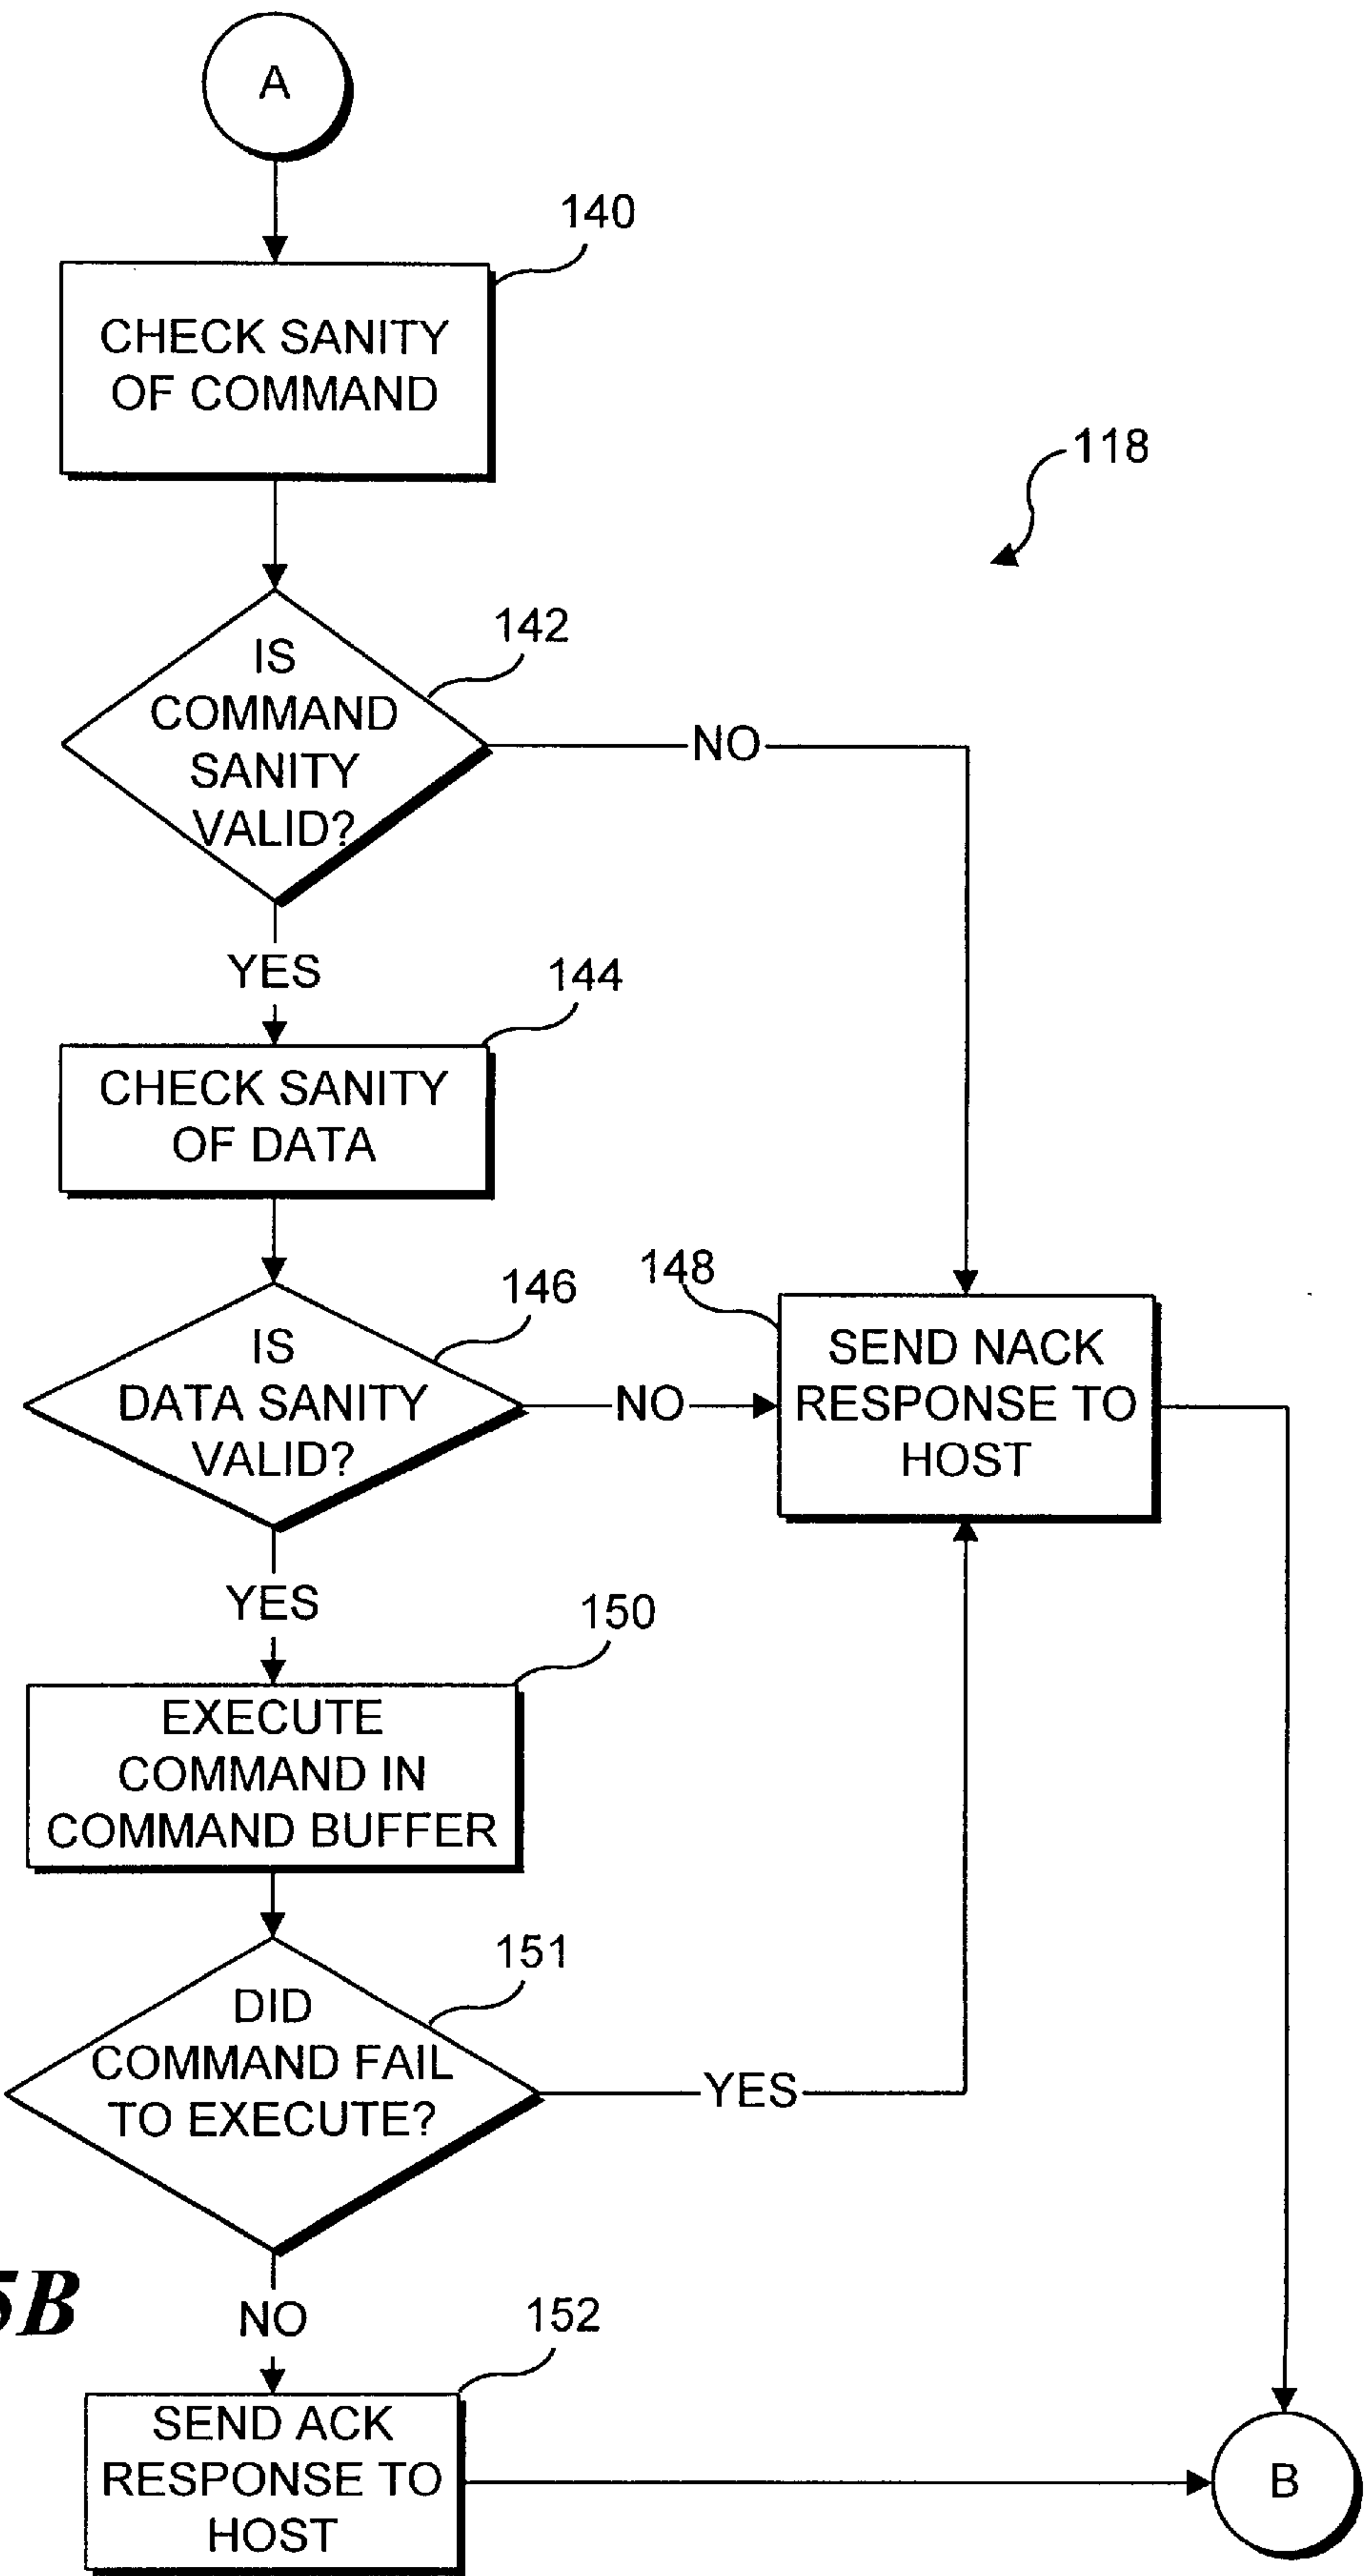 A
140
CHECK SANITY
OF COMMAND
118
142
IS
COMMAND
SANITY
VALID?
NO
YES
144
CHECK SANITY
OF DATA
146
IS
DATA SANITY
VALID?
NO
148
SEND NACK
RESPONSE TO
HOST
YES
150
EXECUTE
COMMAND IN
COMMAND BUFFER
151
DID
COMMAND FAIL
TO EXECUTE?
YES
5B
NO
152
SEND ACK
RESPONSE TO
HOST
B